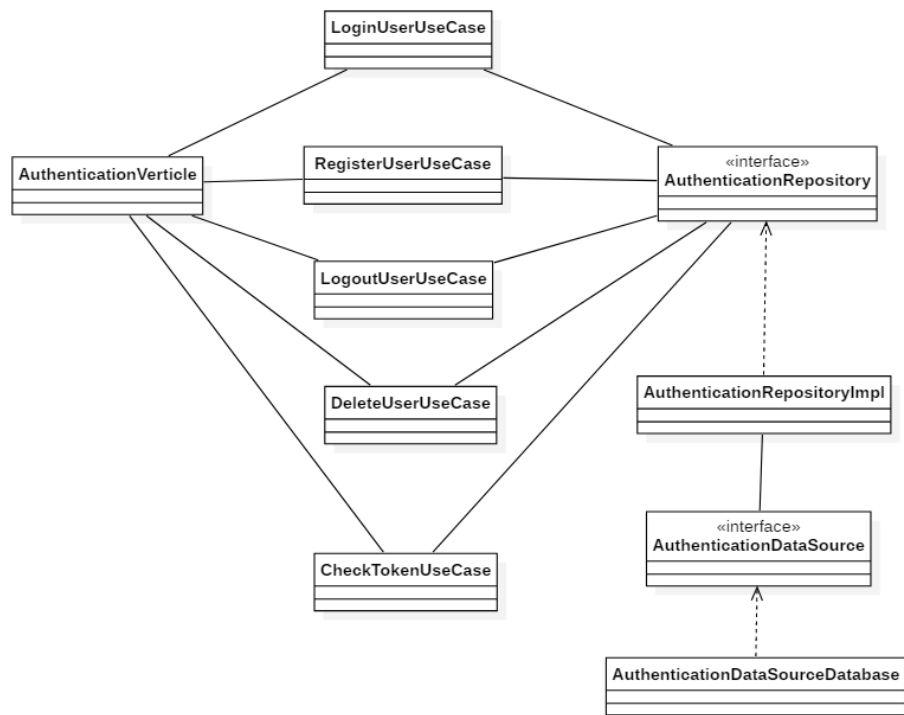 LoginUserUseCase
AuthenticationVerticle
RegisterUserUseCase
«interface»
AuthenticationRepository
LogoutUserUseCase
DeleteUserUseCase
AuthenticationRepositoryImpl
«interface»
AuthenticationDataSource
CheckTokenUseCase
AuthenticationDataSourceDatabase